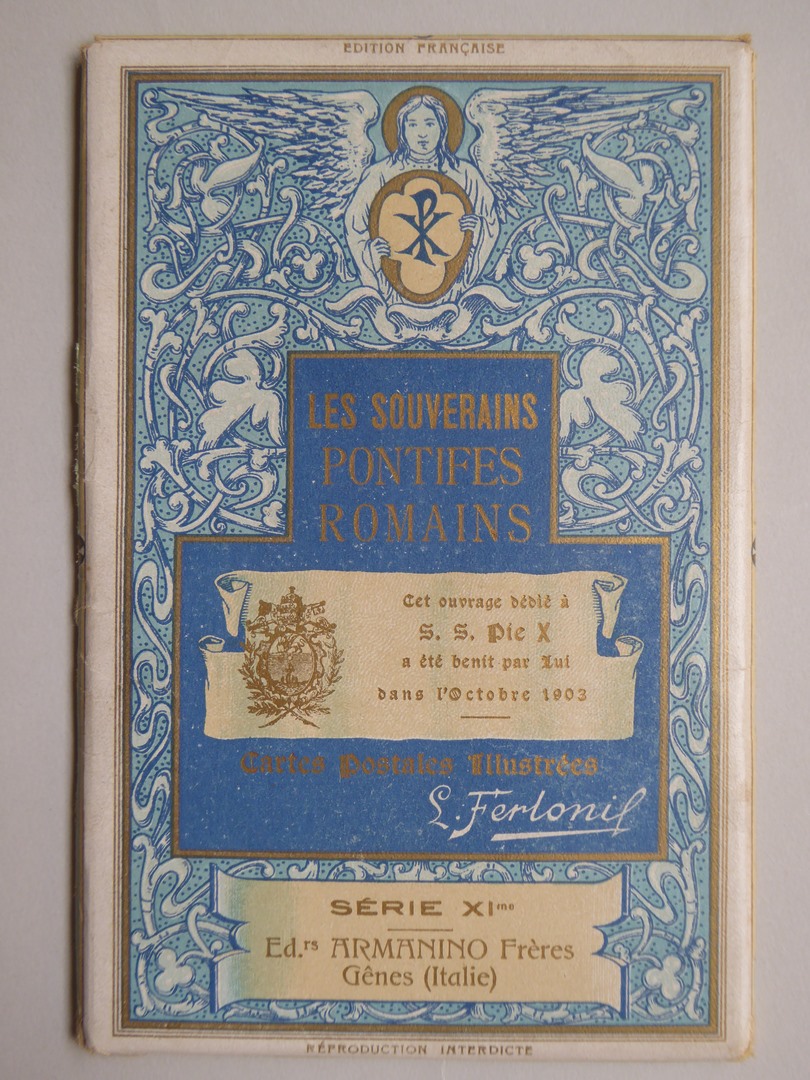 EDITION FRANÇAISE
LES SOUVERAINS
PONTIFES
ROMAINS
Cet ouvrage dédié à
S. S. Pie X
a été benit par Lui
dans l'Octobre 1903
Cartes Postales Illustrées
L. Ferloni
SÉRIE XIme
Ed.rs ARMANINO Frères
Gênes (Italie)
RÉPRODUCTION INTERDICTE